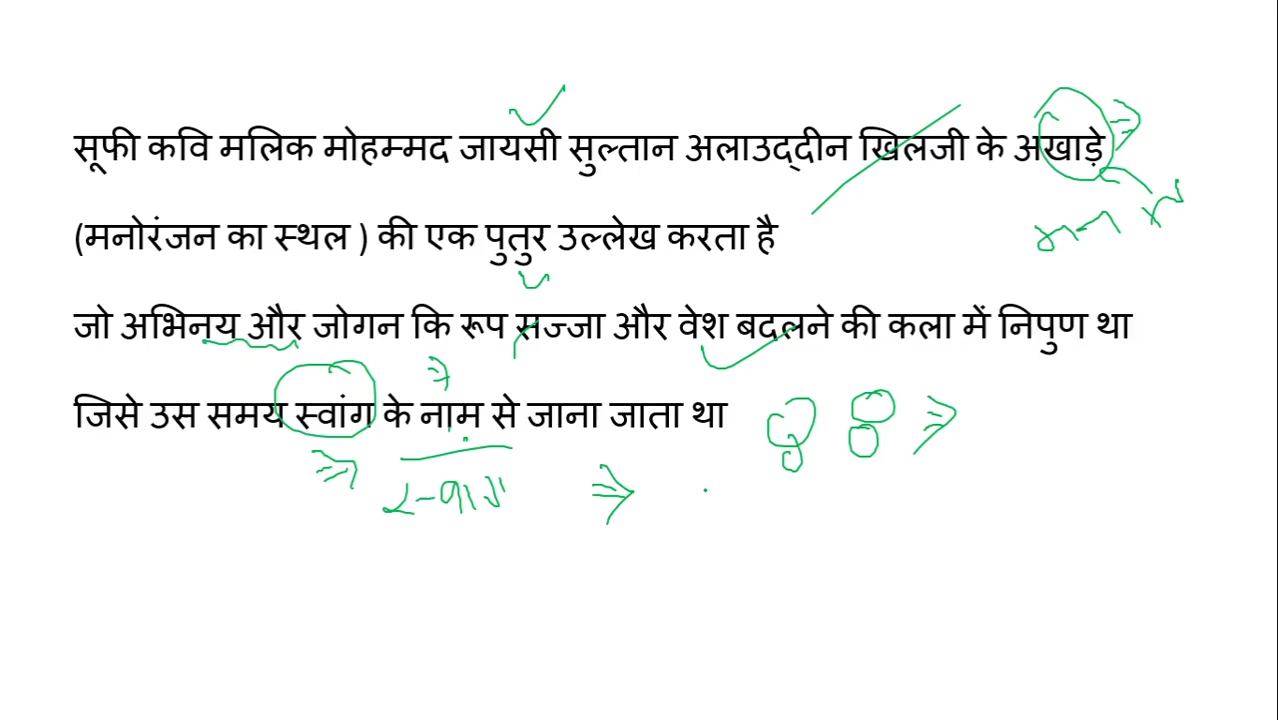 सूफी कवि मलिक मोहम्मद जायसी सुल्तान अलाउद्दीन खिलजी के अखाड़े
(मनोरंजन का स्थल ) की एक पुतुर उल्लेख करता है
जो अभिनय और जोगन कि रूप सज्जा और वेश बदलने की कला में निपुण था
जिसे उस समय स्वांग के नाम से जाना जाता था